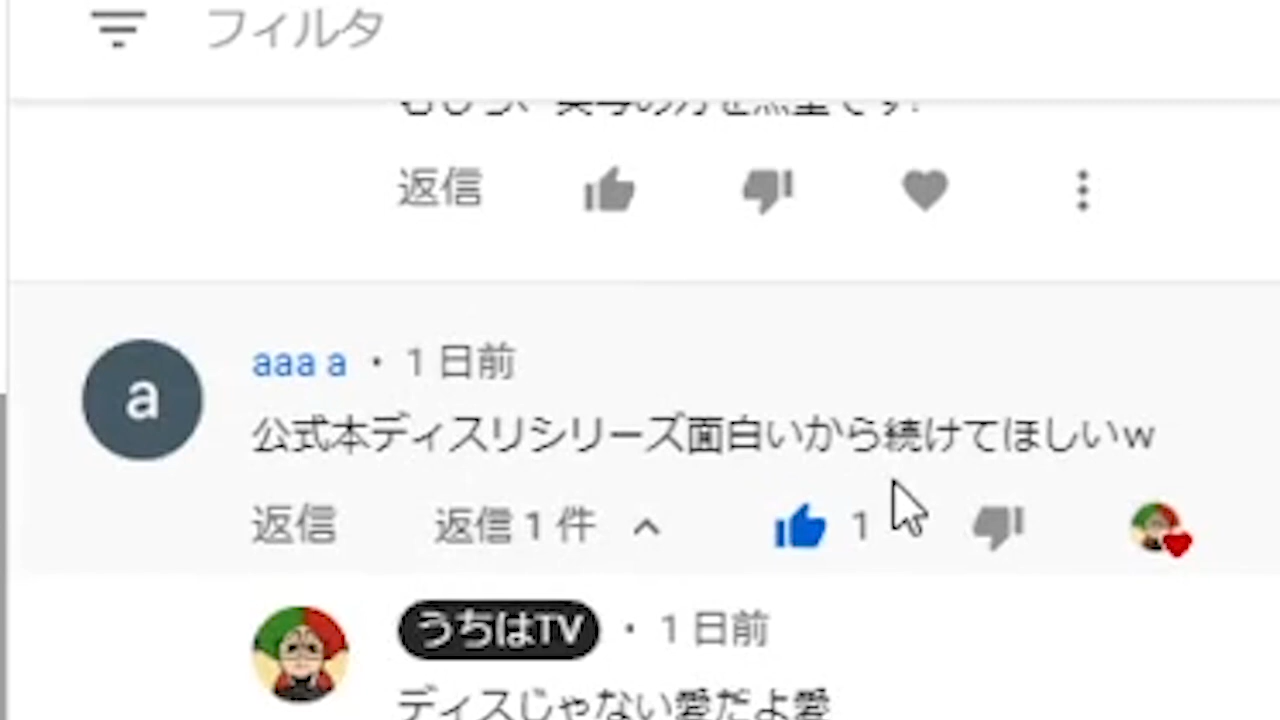 フィルタ
返信
a
aaa a ・ 1 日前
公式本ディスリシリーズ面白いから続けてほしいw
返信 返信 1 件 1
うちはTV ・ 1 日前
ディスじゃない愛だよ愛